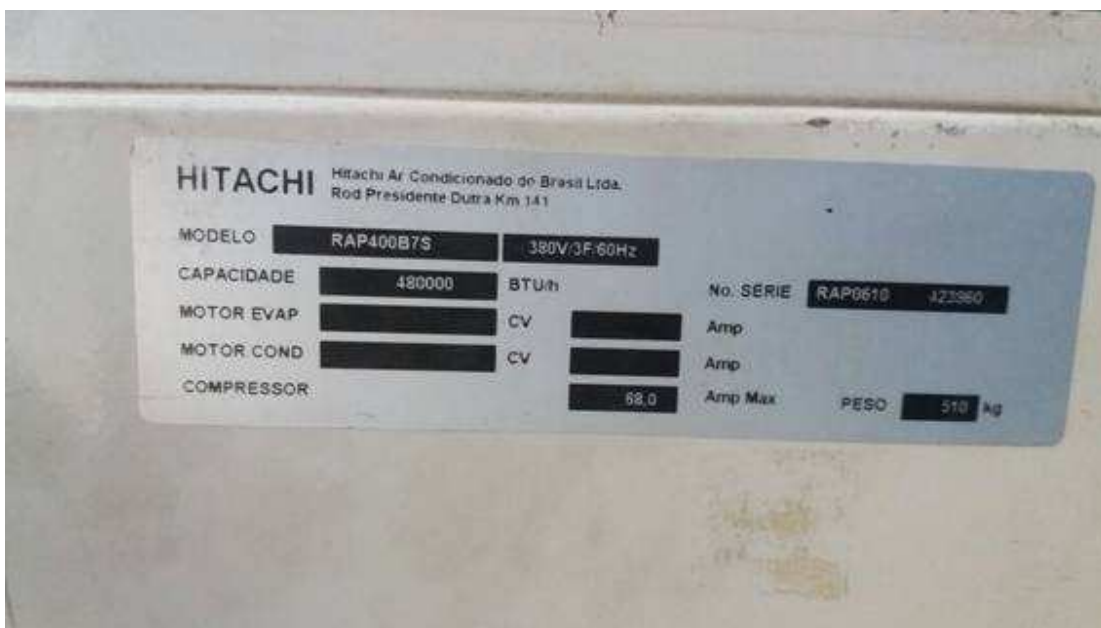 HITACHI Hitachi Ar Condicionado do Brasil Ltda.
Rod Presidente Dutra Km 141
MODELO RAP400B7S 380V/3F/60Hz
CAPACIDADE 480000 BTU/h No. SÉRIE RAP0610 423960
MOTOR EVAP CV Amp
MOTOR COND CV Amp
COMPRESSOR 68,0 Amp Max PESO 510 kg